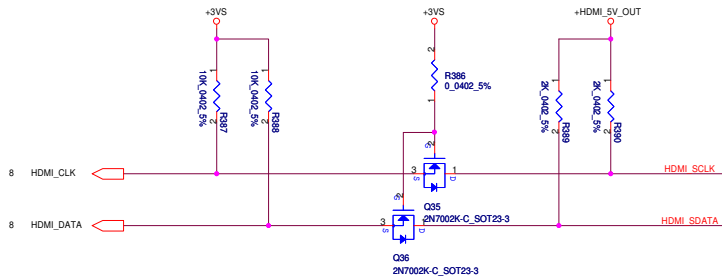 +3VS
+3VS
+HDMI_5V_OUT
1
10K_0402_5%
2
R387
1
10K_0402_5%
2
R388
2
R386
0_0402_5%
1
1
2K_0402_5%
2
R389
1
2K_0402_5%
2
R390
8 HDMI_CLK
3
S
2
G
1
D
HDMI_SCLK
Q35
2N7002K-C_SOT23-3
8 HDMI_DATA
3
S
2
G
1
D
HDMI_SDATA
Q36
2N7002K-C_SOT23-3